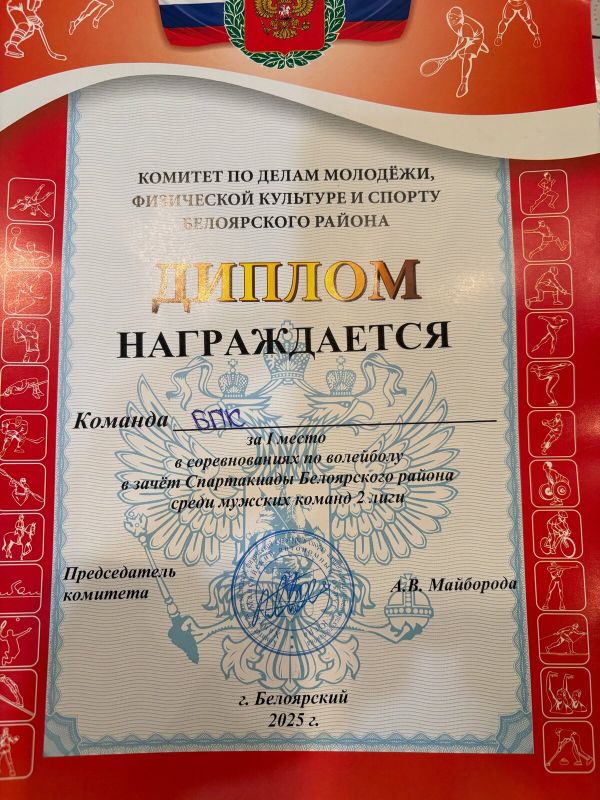 КОМИТЕТ ПО ДЕЛАМ МОЛОДЁЖИ,
ФИЗИЧЕСКОЙ КУЛЬТУРЕ И СПОРТУ
БЕЛОЯРСКОГО РАЙОНА
ДИПЛОМ
НАГРАЖДАЕТСЯ
Команда БПК
за I место
в соревнованиях по волейболу
в зачёт Спартакиады Белоярского района
среди мужских команд 2 лиги
Председатель
комитета А.В. Майборода
г. Белоярский
2025 г.